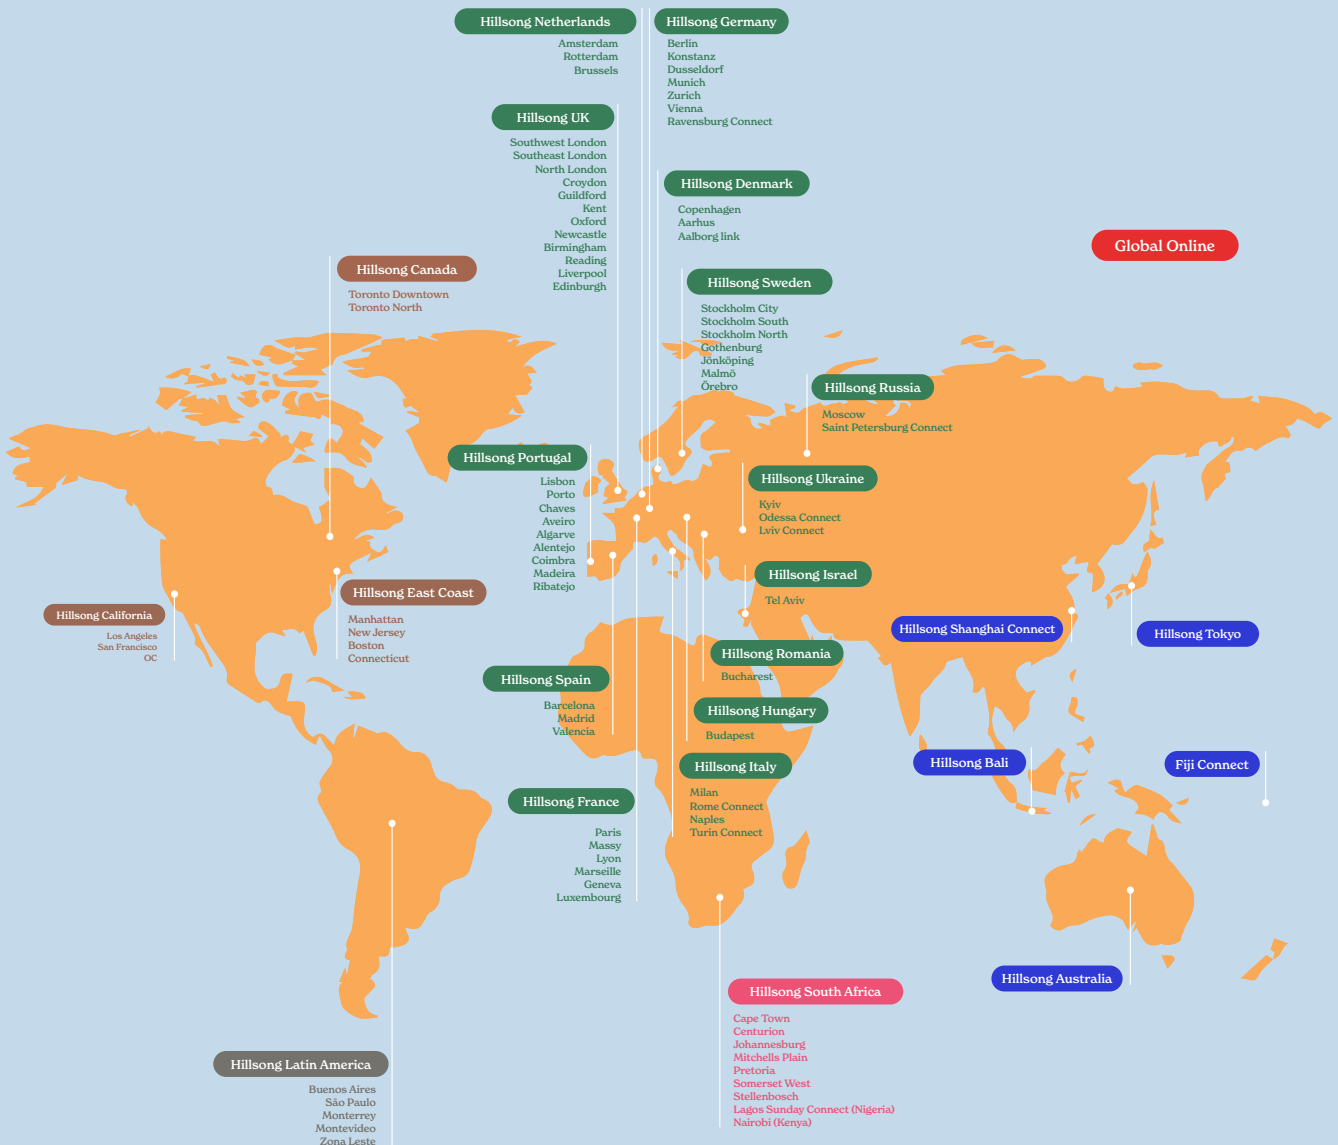 Hillsong Netherlands
Amsterdam
Rotterdam
Brussels
Hillsong Germany
Berlin
Konstanz
Dusseldorf
Munich
Zurich
Vienna
Ravensburg Connect
Hillsong UK
Southwest London
Southeast London
North London
Croydon
Guildford
Kent
Oxford
Newcastle
Birmingham
Reading
Liverpool
Edinburgh
Hillsong Denmark
Copenhagen
Aarhus
Aalborg link
Global Online
Hillsong Canada
Toronto Downtown
Toronto North
Hillsong Sweden
Stockholm City
Stockholm South
Stockholm North
Gothenburg
Jönköping
Malmö
Örebro
Hillsong Russia
Moscow
Saint Petersburg Connect
Hillsong Portugal
Lisbon
Porto
Chaves
Aveiro
Algarve
Alentejo
Coimbra
Madeira
Ribatejo
Hillsong Ukraine
Kyiv
Odessa Connect
Lviv Connect
Hillsong Israel
Tel Aviv
Hillsong California
Los Angeles
San Francisco
OC
Hillsong East Coast
Manhattan
New Jersey
Boston
Connecticut
Hillsong Shanghai Connect
Hillsong Tokyo
Hillsong Romania
Bucharest
Hillsong Spain
Barcelona
Madrid
Valencia
Hillsong Hungary
Budapest
Hillsong Italy
Milan
Rome Connect
Naples
Turin Connect
Hillsong Bali
Fiji Connect
Hillsong France
Paris
Massy
Lyon
Marseille
Geneva
Luxembourg
Hillsong Australia
Hillsong South Africa
Cape Town
Centurion
Johannesburg
Mitchells Plain
Pretoria
Somerset West
Stellenbosch
Lagos Sunday Connect (Nigeria)
Nairobi (Kenya)
Hillsong Latin America
Buenos Aires
São Paulo
Monterrey
Montevideo
Zona Leste